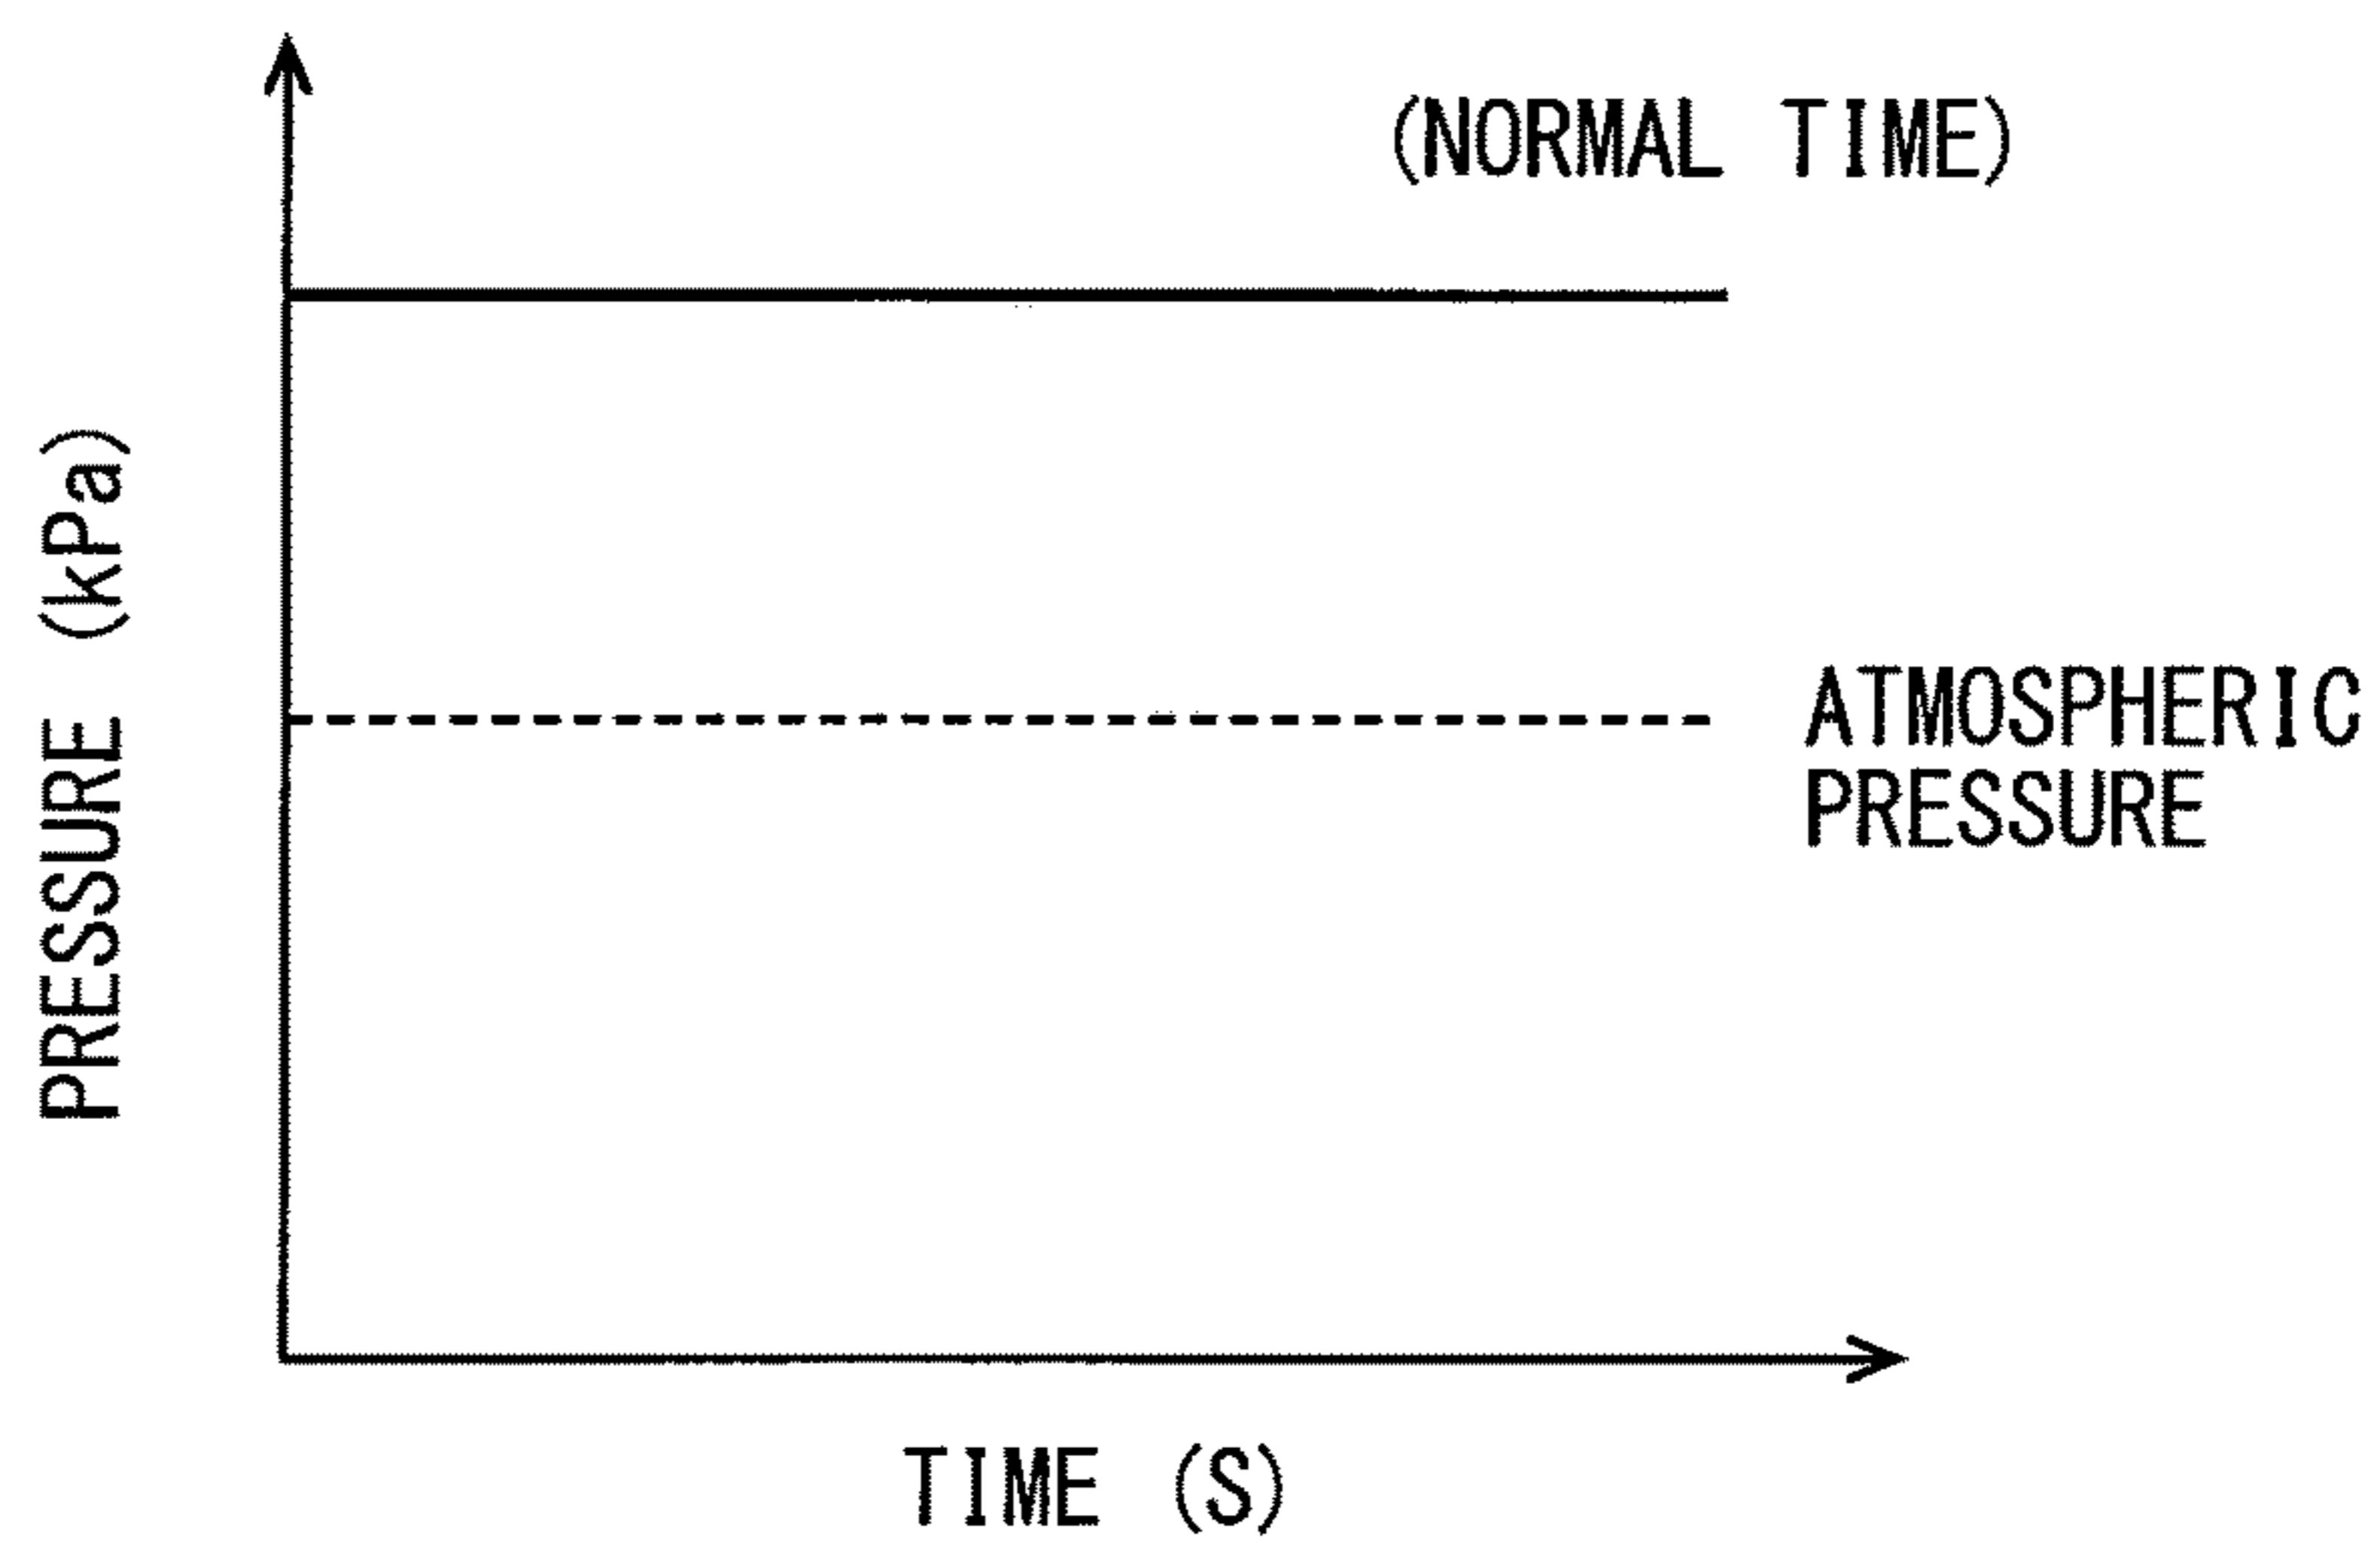 (NORMAL TIME)
PRESSURE (kPa)
ATMOSPHERIC
PRESSURE
TIME (S)